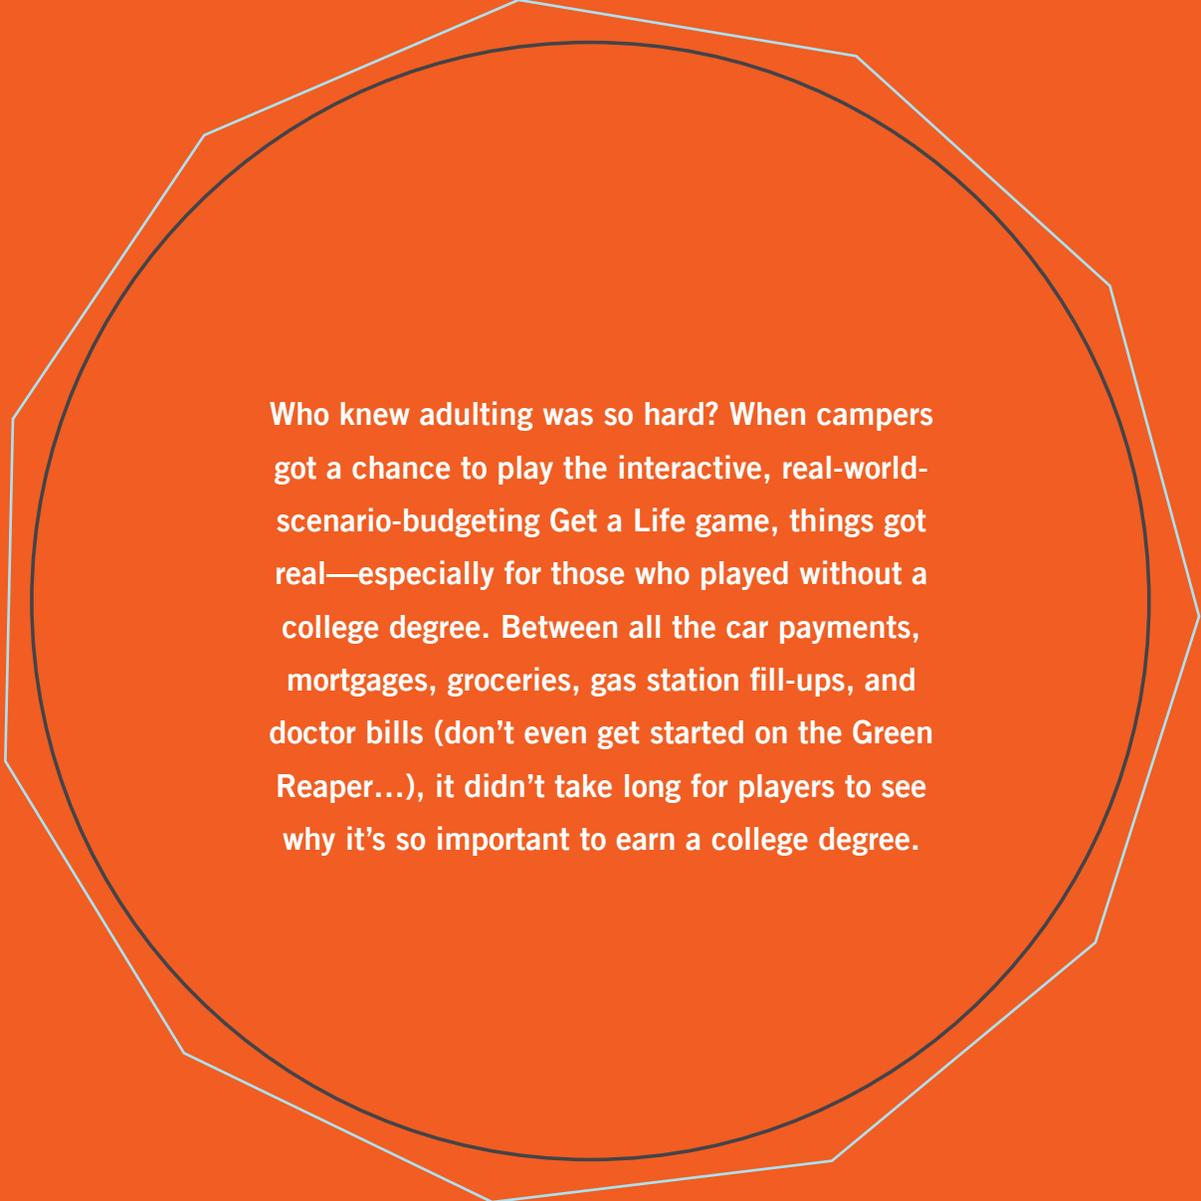 Who knew adulting was so hard? When campers
got a chance to play the interactive, real-world-
scenario-budgeting Get a Life game, things got
real—especially for those who played without a
college degree. Between all the car payments,
mortgages, groceries, gas station fill-ups, and
doctor bills (don’t even get started on the Green
Reaper...), it didn’t take long for players to see
why it’s so important to earn a college degree.